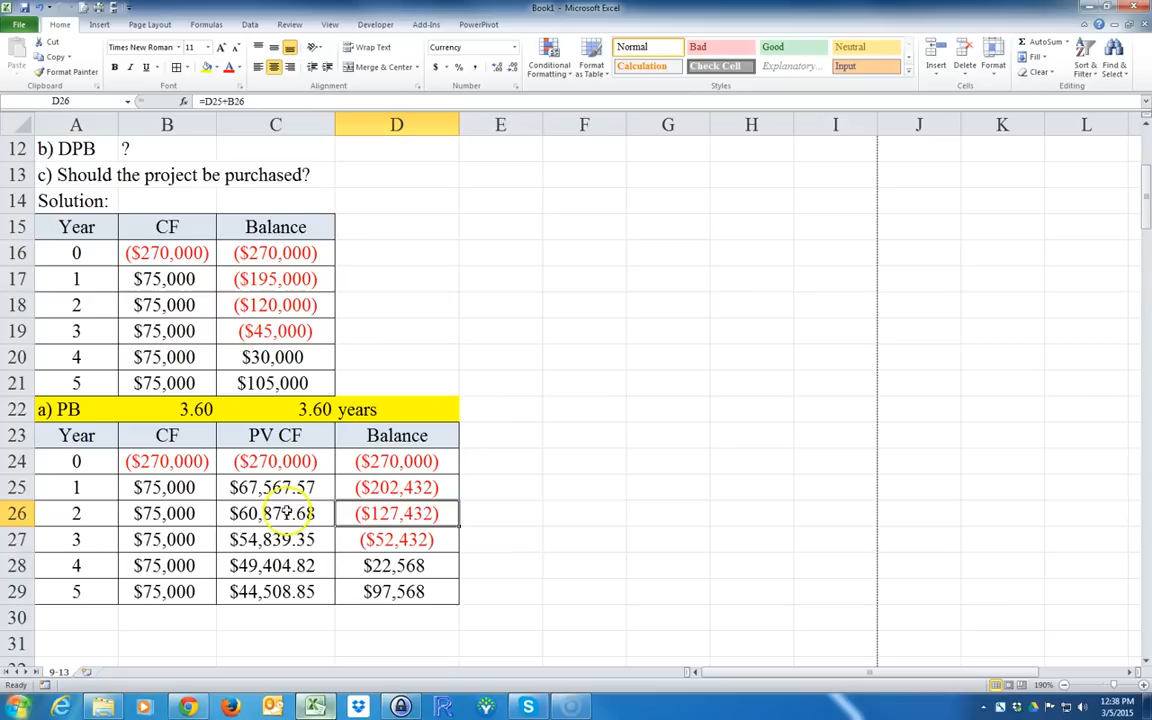 Book1 - Microsoft Excel
File Home Insert Page Layout Formulas Data Review View Developer Add-Ins PowerPivot
Cut
Copy
Format Painter
Paste
Clipboard
Times New Roman 11
B I U
Font
Wrap Text
Merge & Center
Alignment
Currency
$ % ,
Number
Conditional Formatting
Format as Table
Normal Bad Good Neutral
Calculation Check Cell Explanatory... Input
Styles
Insert Delete Format
Cells
AutoSum
Fill
Clear
Sort & Filter
Find & Select
Editing
D26 fx =D25+B26
A B C D E F G H I J K L
12 b) DPB ?
13 c) Should the project be purchased?
14 Solution:
15 Year CF Balance
16 0 ($270,000) ($270,000)
17 1 $75,000 ($195,000)
18 2 $75,000 ($120,000)
19 3 $75,000 ($45,000)
20 4 $75,000 $30,000
21 5 $75,000 $105,000
22 a) PB 3.60 3.60 years
23 Year CF PV CF Balance
24 0 ($270,000) ($270,000) ($270,000)
25 1 $75,000 $67,567.57 ($202,432)
26 2 $75,000 $60,871.68 ($127,432)
27 3 $75,000 $54,839.35 ($52,432)
28 4 $75,000 $49,404.82 $22,568
29 5 $75,000 $44,508.85 $97,568
30
31
9-13
Ready 190%
12:38 PM
3/5/2015